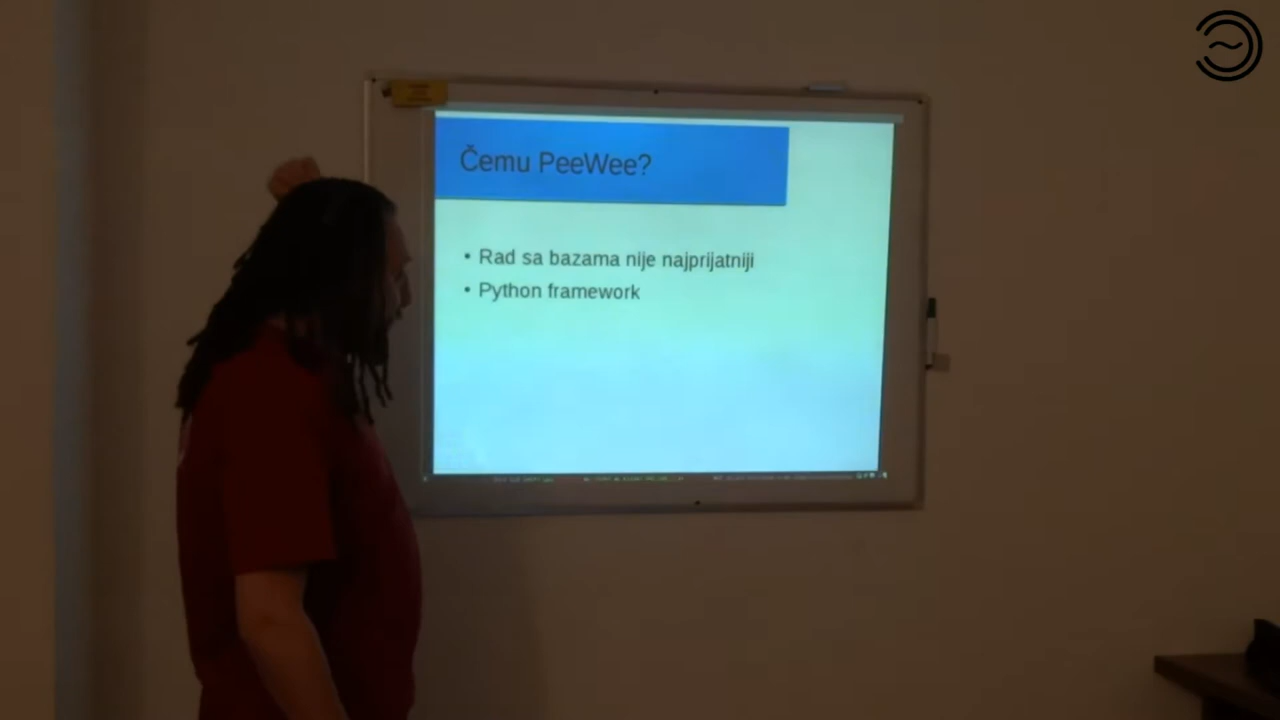 Čemu PeeWee?
• Rad sa bazama nije najprijatniji
• Python framework